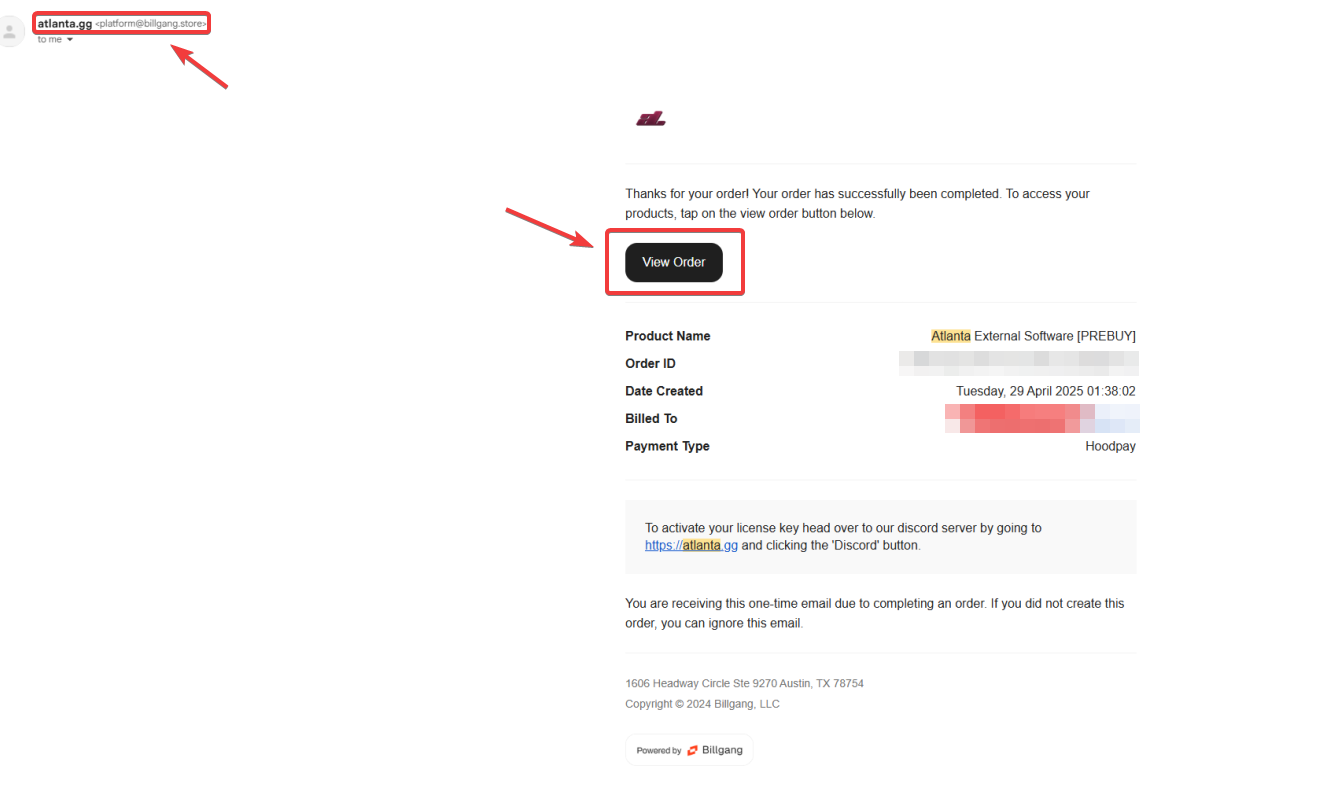 atlanta.gg <platform@billgang.store>
to me
Thanks for your order! Your order has successfully been completed. To access your
products, tap on the view order button below.
View Order
Product Name Atlanta External Software [PREBUY]
Order ID
Date Created Tuesday, 29 April 2025 01:38:02
Billed To
Payment Type Hoodpay
To activate your license key head over to our discord server by going to
https://atlanta.gg and clicking the 'Discord' button.
You are receiving this one-time email due to completing an order. If you did not create this
order, you can ignore this email.
1606 Headway Circle Ste 9270 Austin, TX 78754
Copyright © 2024 Billgang, LLC
Powered by Billgang